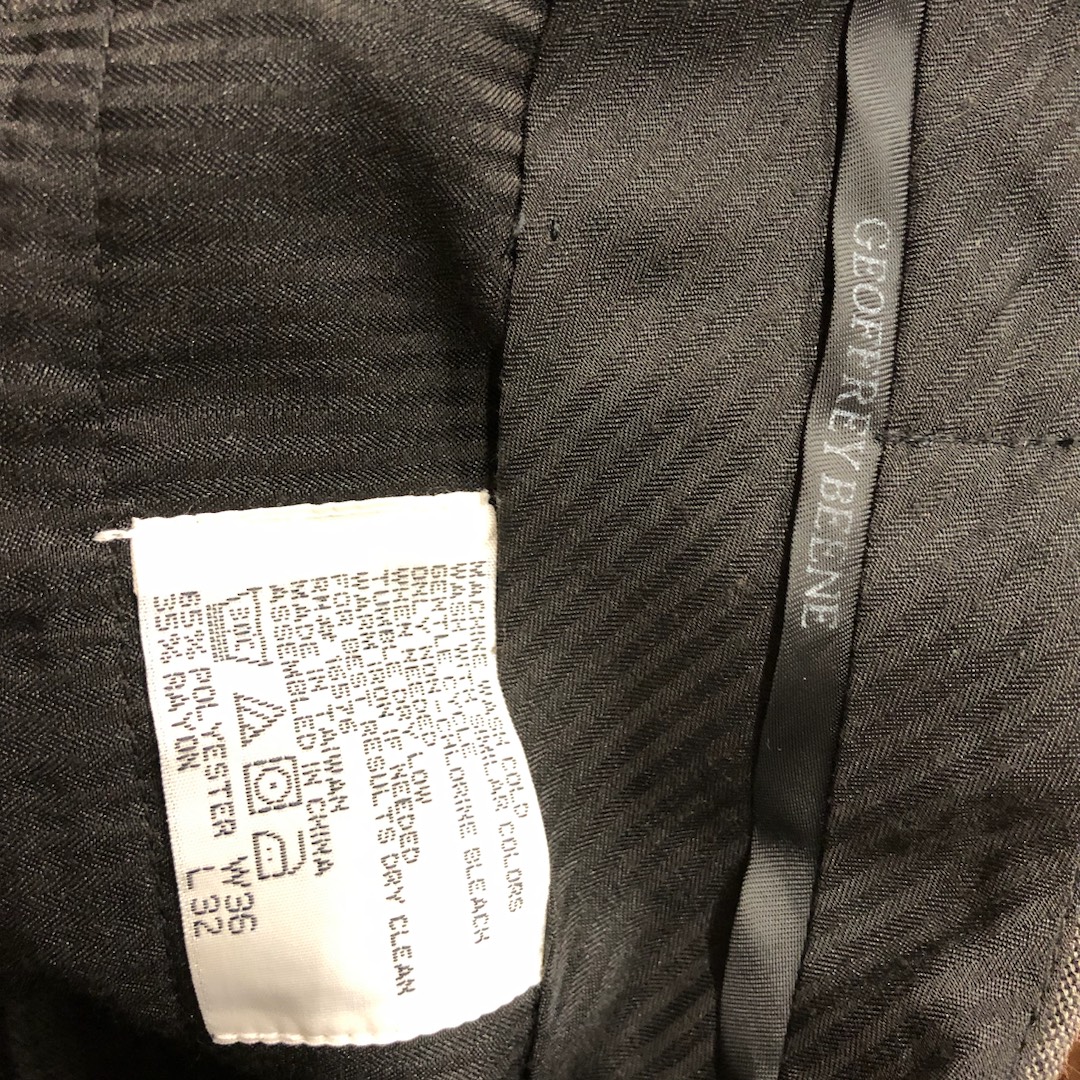 GEOFFREY BEENE
MACHINE WASH COLD
WASH WITH SIMILAR COLORS
GENTLE CYCLE
ONLY NON-CHLORINE BLEACH
WHEN NEEDED
TUMBLE DRY LOW
WARM IRON IF NEEDED
FOR BEST RESULTS DRY CLEAN
RN#
MADE IN TAIWAN
ASSEMBLED IN CHINA
65% POLYESTER W36
35% RAYON L32